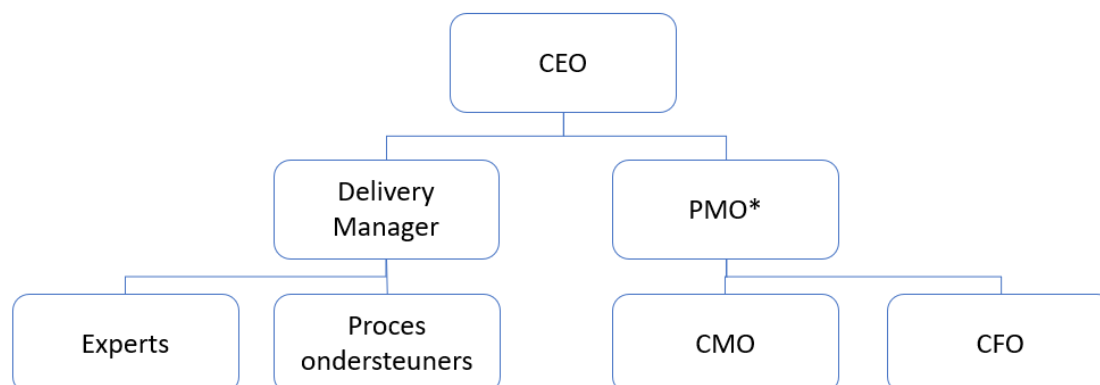 CEO
Delivery
Manager
PMO*
Experts
Proces
ondersteuners
CMO
CFO